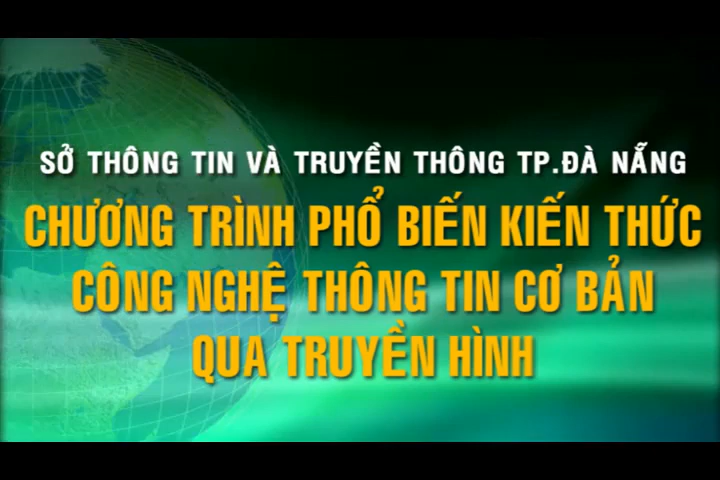 SỞ THÔNG TIN VÀ TRUYỀN THÔNG TP.ĐÀ NẴNG
CHƯƠNG TRÌNH PHỔ BIẾN KIẾN THỨC
CÔNG NGHỆ THÔNG TIN CƠ BẢN
QUA TRUYỀN HÌNH